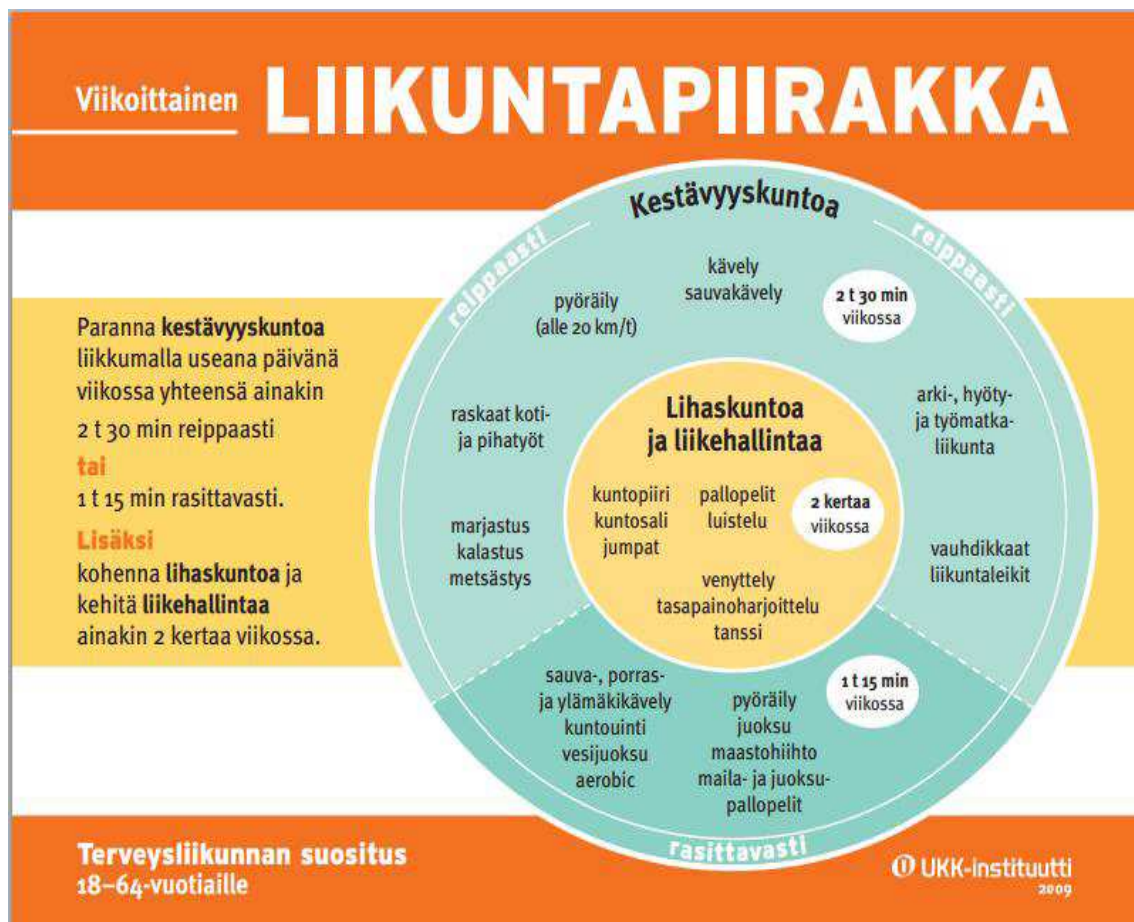 Viikoittainen LIIKUNTAPIIRAKKA
Paranna kestävyyskuntoa
liikkumalla useana päivänä
viikossa yhteensä ainakin
2 t 30 min reippaasti
tai
1 t 15 min rasittavasti.
Lisäksi
kohenna lihaskuntoa ja
kehitä liikehallintaa
ainakin 2 kertaa viikossa.
Kestävyyskuntoa
reippaasti
reippaasti
kävely
sauvakävely
2 t 30 min
viikossa
pyöräily
(alle 20 km/t)
raskaat koti-
ja pihatyöt
arki-, hyöty-
ja työmatka-
liikunta
marjastus
kalastus
metsästys
vauhdikkaat
liikuntaleikit
Lihaskuntoa
ja liikehallintaa
kuntopiiri
kuntosali
jumpat
pallopelit
luistelu
2 kertaa
viikossa
venyttely
tasapainoharjoittelu
tanssi
sauva-, porras-
ja ylämäkikävely
kuntouinti
vesijuoksu
aerobic
pyöräily
juoksu
maastohiihto
maila- ja juoksu-
pallopelit
1 t 15 min
viikossa
rasittavasti
Terveysliikunnan suositus
18–64-vuotiaille
UKK-instituutti
2009